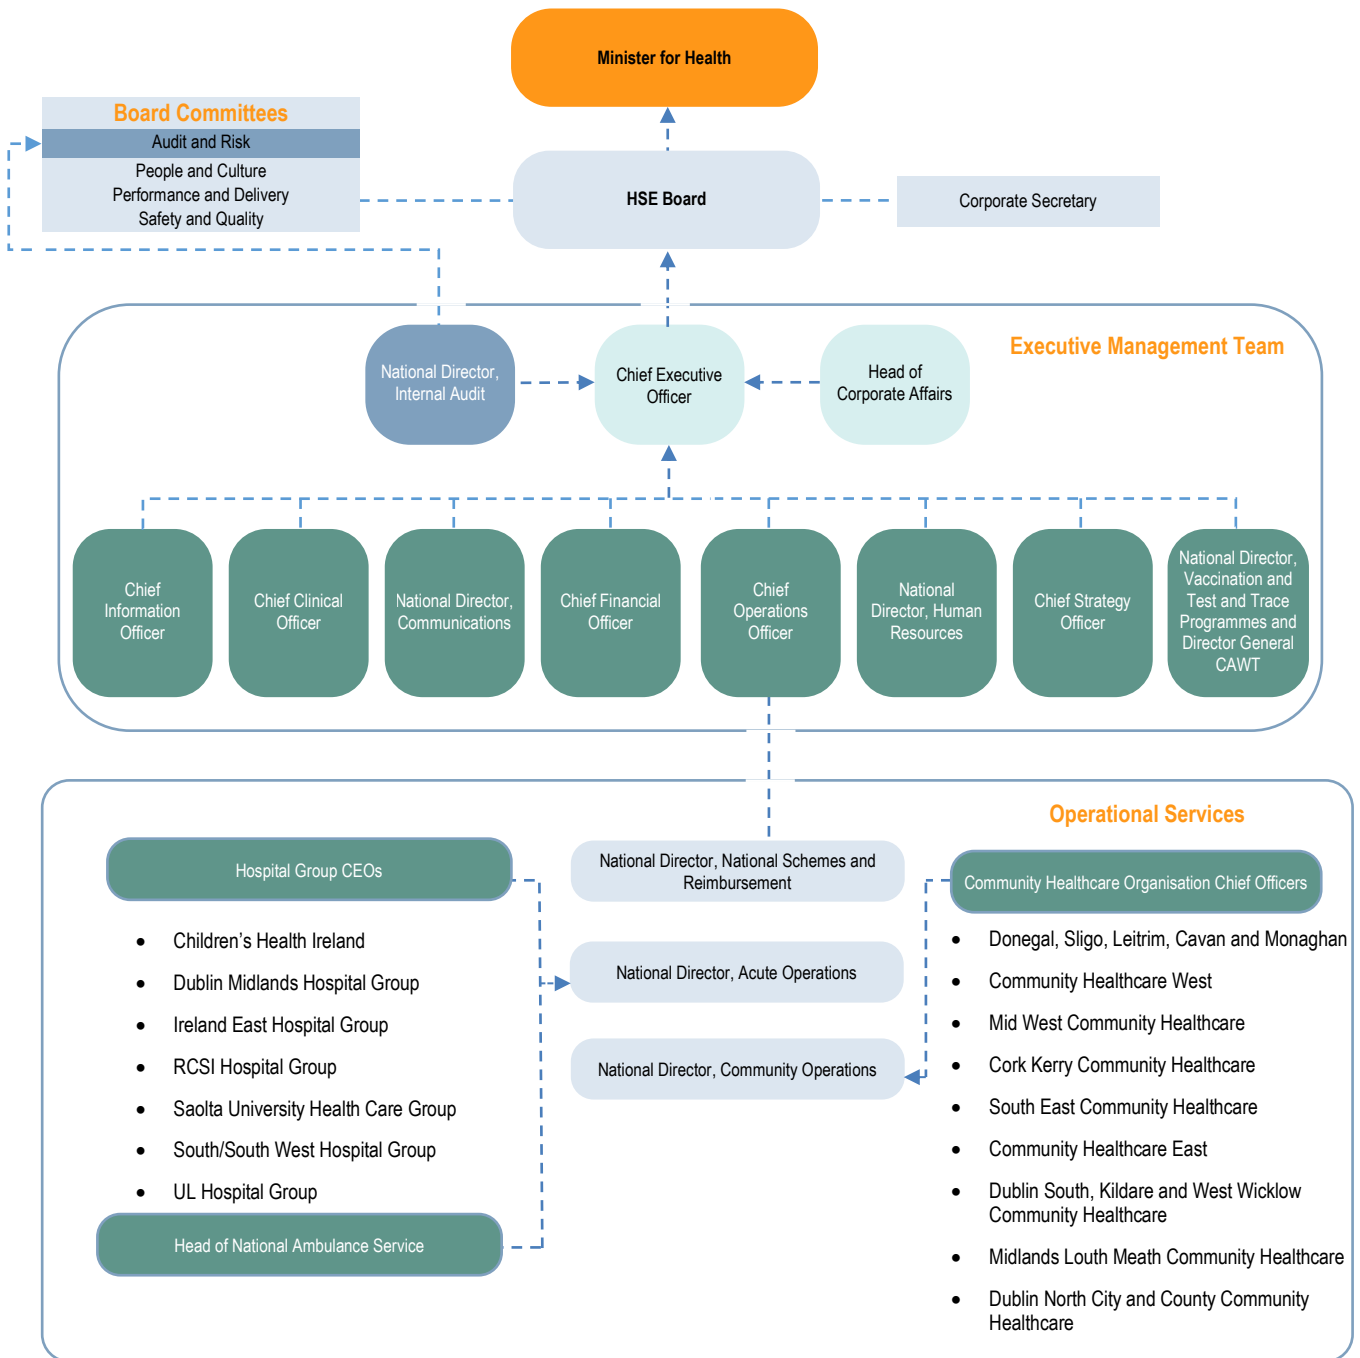 Minister for Health
Board Committees
Audit and Risk
People and Culture
Performance and Delivery
Safety and Quality
HSE Board
Corporate Secretary
Executive Management Team
National Director,
Internal Audit
Chief Executive
Officer
Head of
Corporate Affairs
Chief
Information
Officer
Chief Clinical
Officer
National Director,
Communications
Chief Financial
Officer
Chief
Operations
Officer
National
Director, Human
Resources
Chief Strategy
Officer
National Director,
Vaccination and
Test and Trace
Programmes and
Director General
CAWT
Operational Services
Hospital Group CEOs
• Children’s Health Ireland
• Dublin Midlands Hospital Group
• Ireland East Hospital Group
• RCSI Hospital Group
• Saolta University Health Care Group
• South/South West Hospital Group
• UL Hospital Group
Head of National Ambulance Service
National Director, National Schemes and
Reimbursement
National Director, Acute Operations
National Director, Community Operations
Community Healthcare Organisation Chief Officers
• Donegal, Sligo, Leitrim, Cavan and Monaghan
• Community Healthcare West
• Mid West Community Healthcare
• Cork Kerry Community Healthcare
• South East Community Healthcare
• Community Healthcare East
• Dublin South, Kildare and West Wicklow
Community Healthcare
• Midlands Louth Meath Community Healthcare
• Dublin North City and County Community
Healthcare